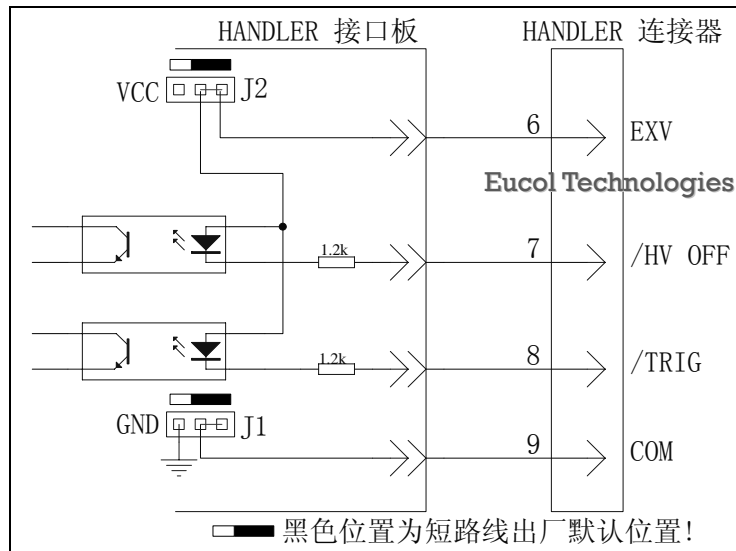 HANDLER 接口板
HANDLER 连接器
VCC
J2
6
EXV
Eucol Technologies
1.2k
7
/HV OFF
1.2k
8
/TRIG
GND
J1
9
COM
黑色位置为短路线出厂默认位置!